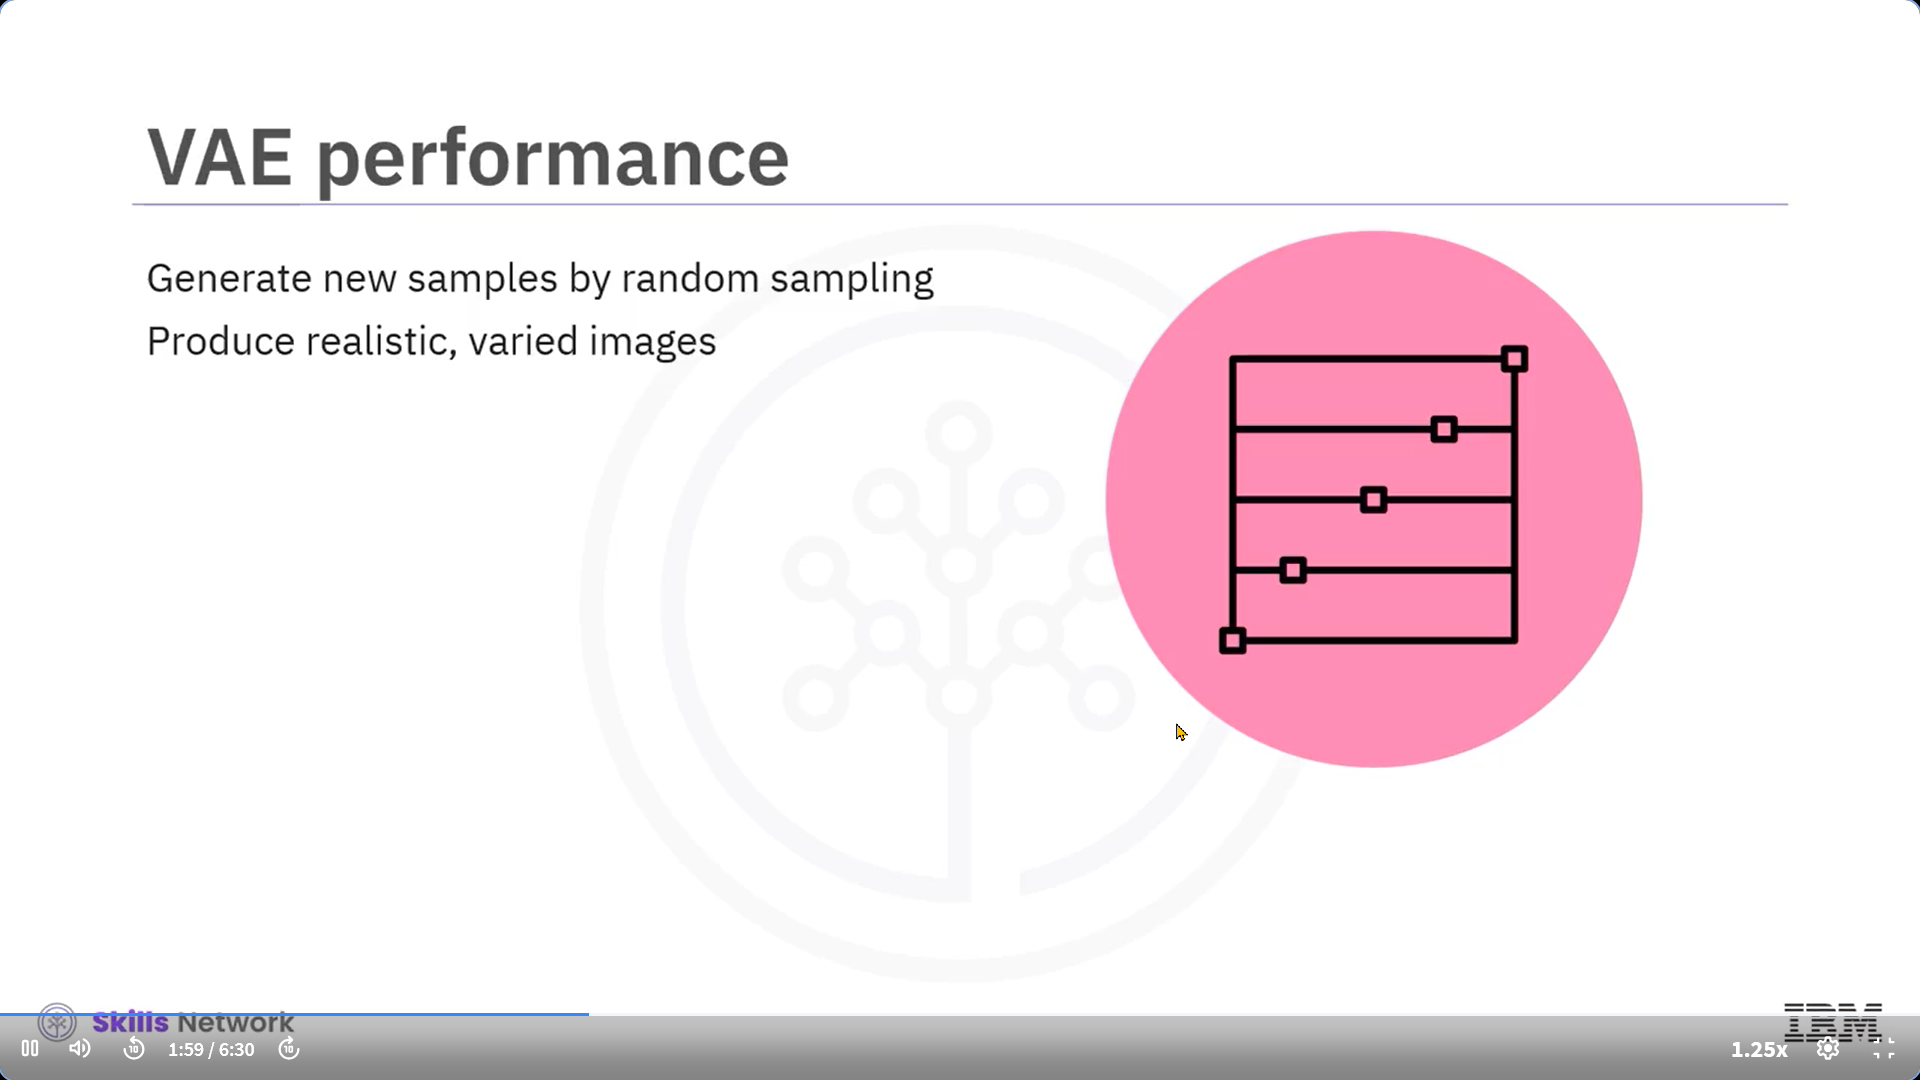 VAE performance
Generate new samples by random sampling
Produce realistic, varied images
Skills Network
IBM
10
1:59 / 6:30
10
1.25x